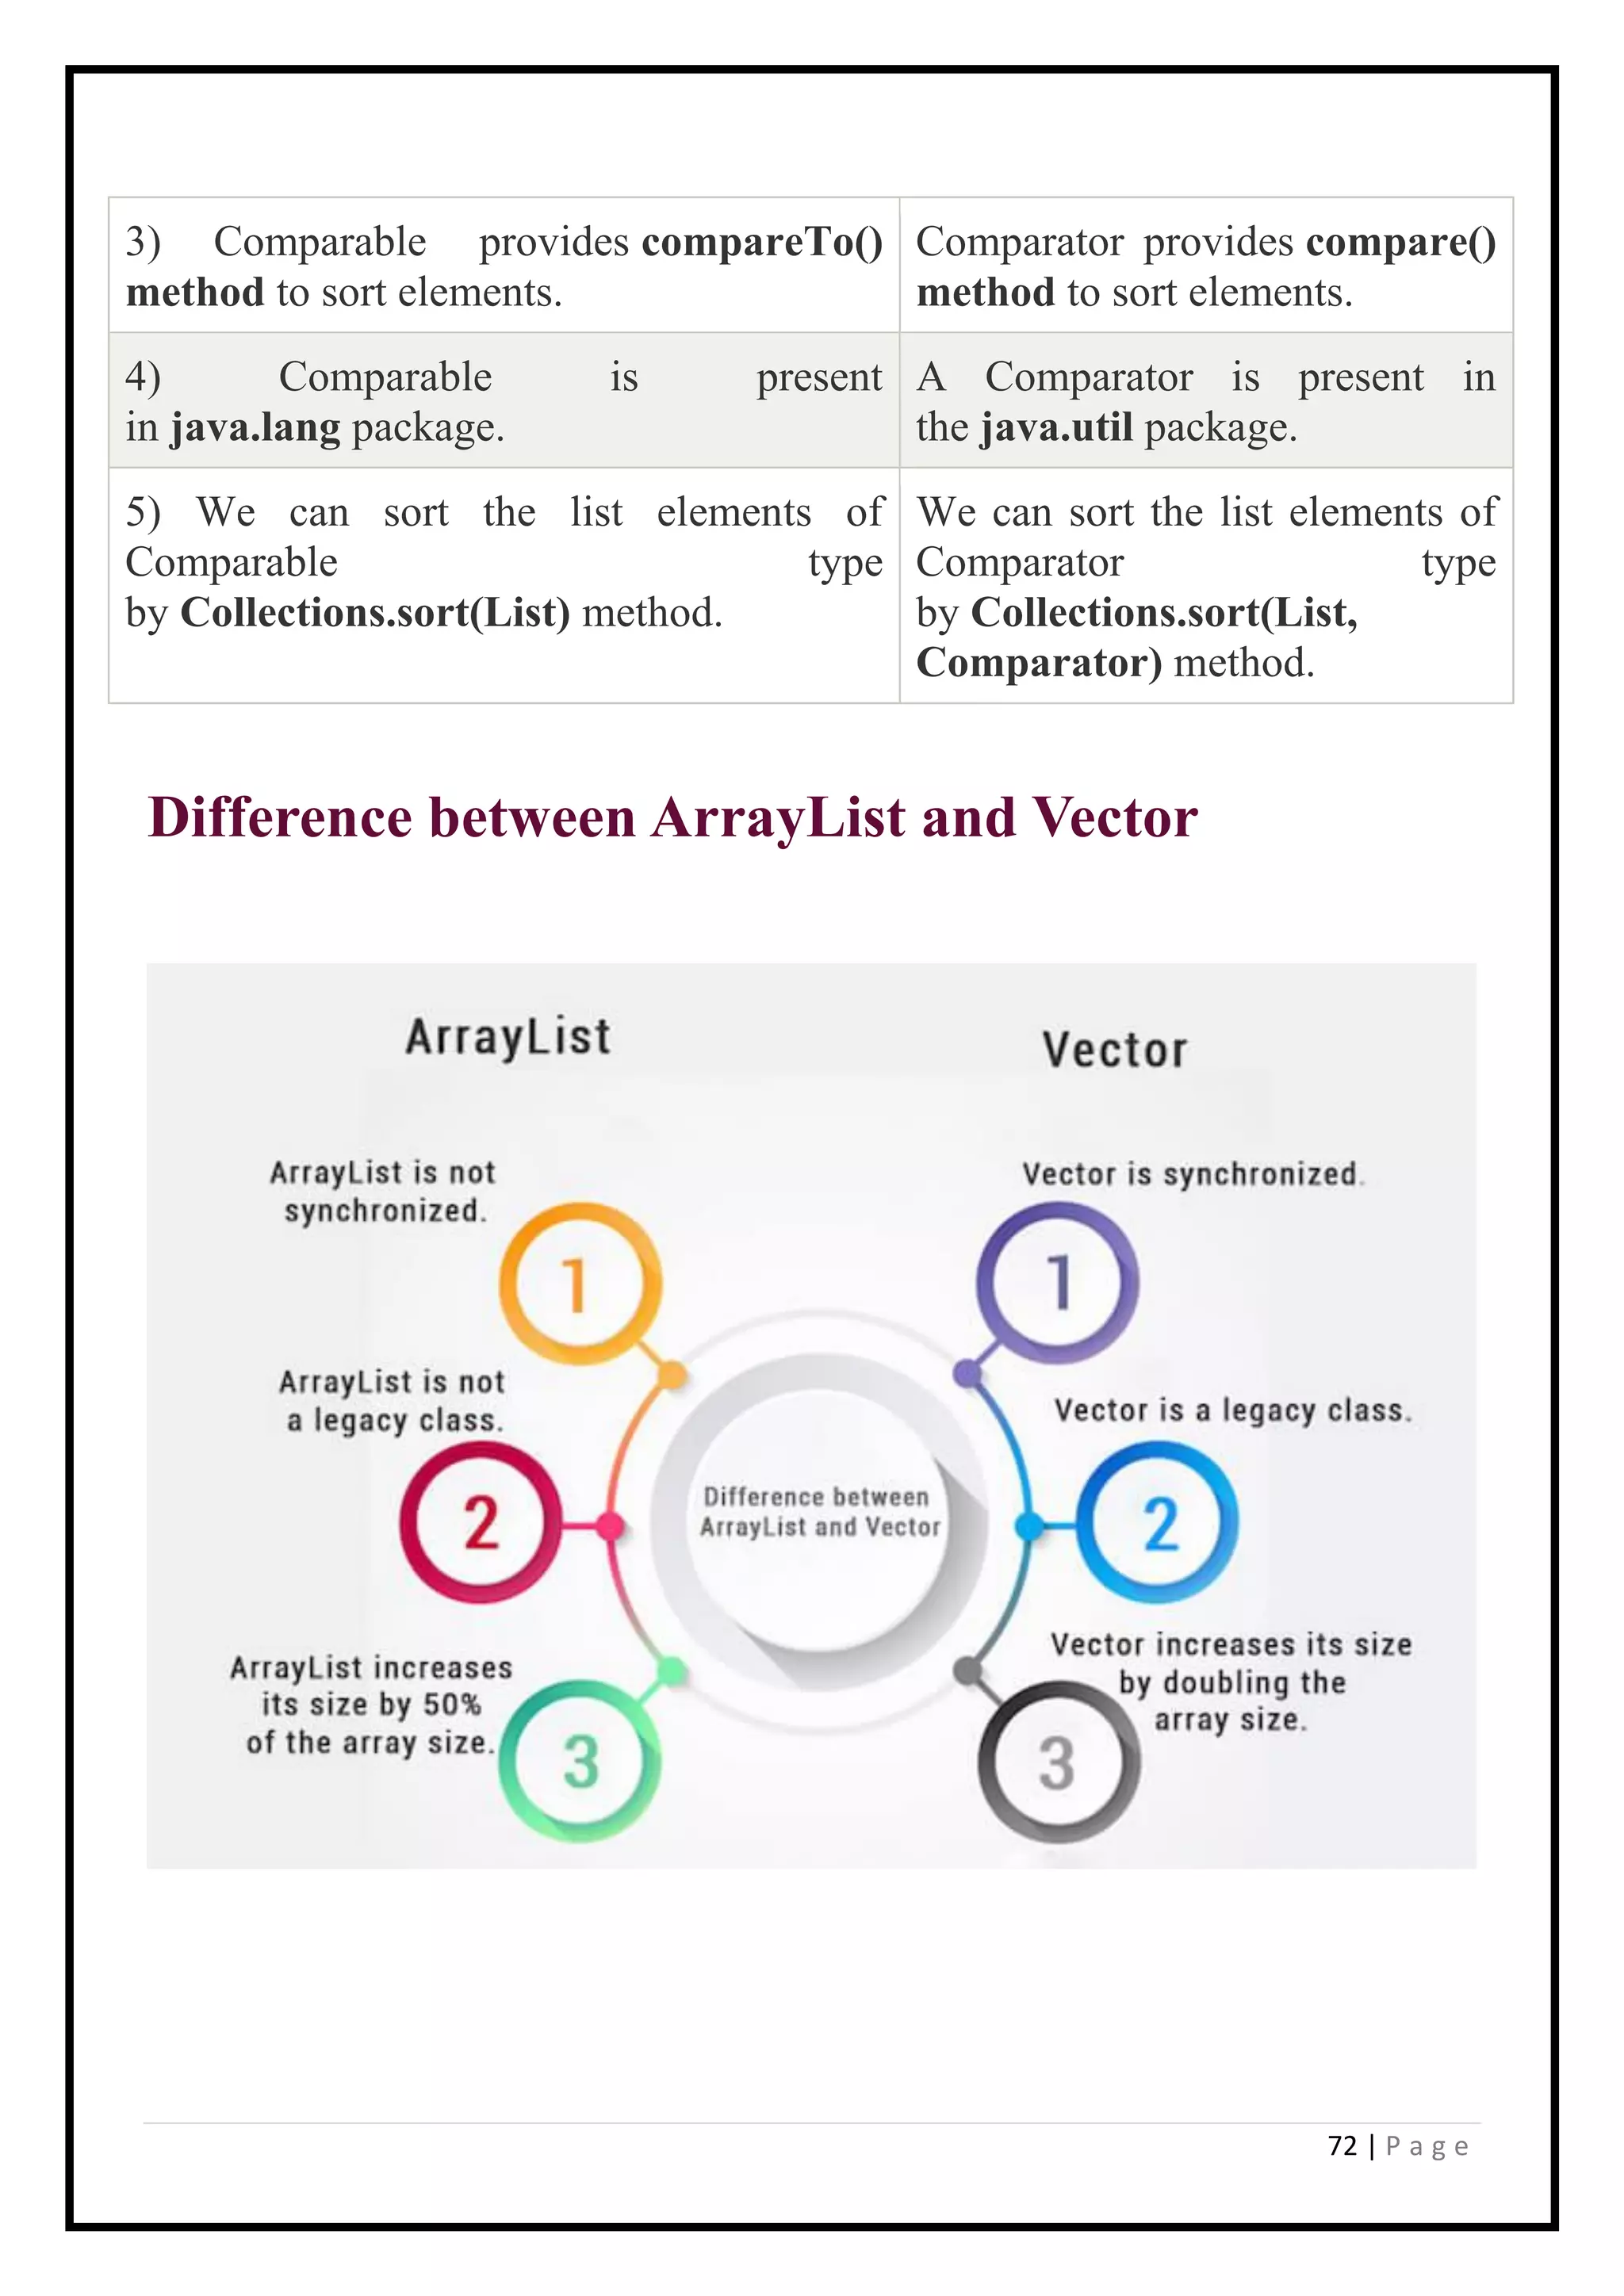 3) Comparable provides compareTo()
method to sort elements.
Comparator provides compare()
method to sort elements.
4) Comparable is present
in java.lang package.
A Comparator is present in
the java.util package.
5) We can sort the list elements of
Comparable type
by Collections.sort(List) method.
We can sort the list elements of
Comparator type
by Collections.sort(List,
Comparator) method.
Difference between ArrayList and Vector
ArrayList
Vector
ArrayList is not
synchronized.
1
Vector is synchronized.
1
ArrayList is not
a legacy class.
2
Vector is a legacy class.
2
Difference between
ArrayList and Vector
ArrayList increases
its size by 50%
of the array size.
3
Vector increases its size
by doubling the
array size.
3
72 | P a g e